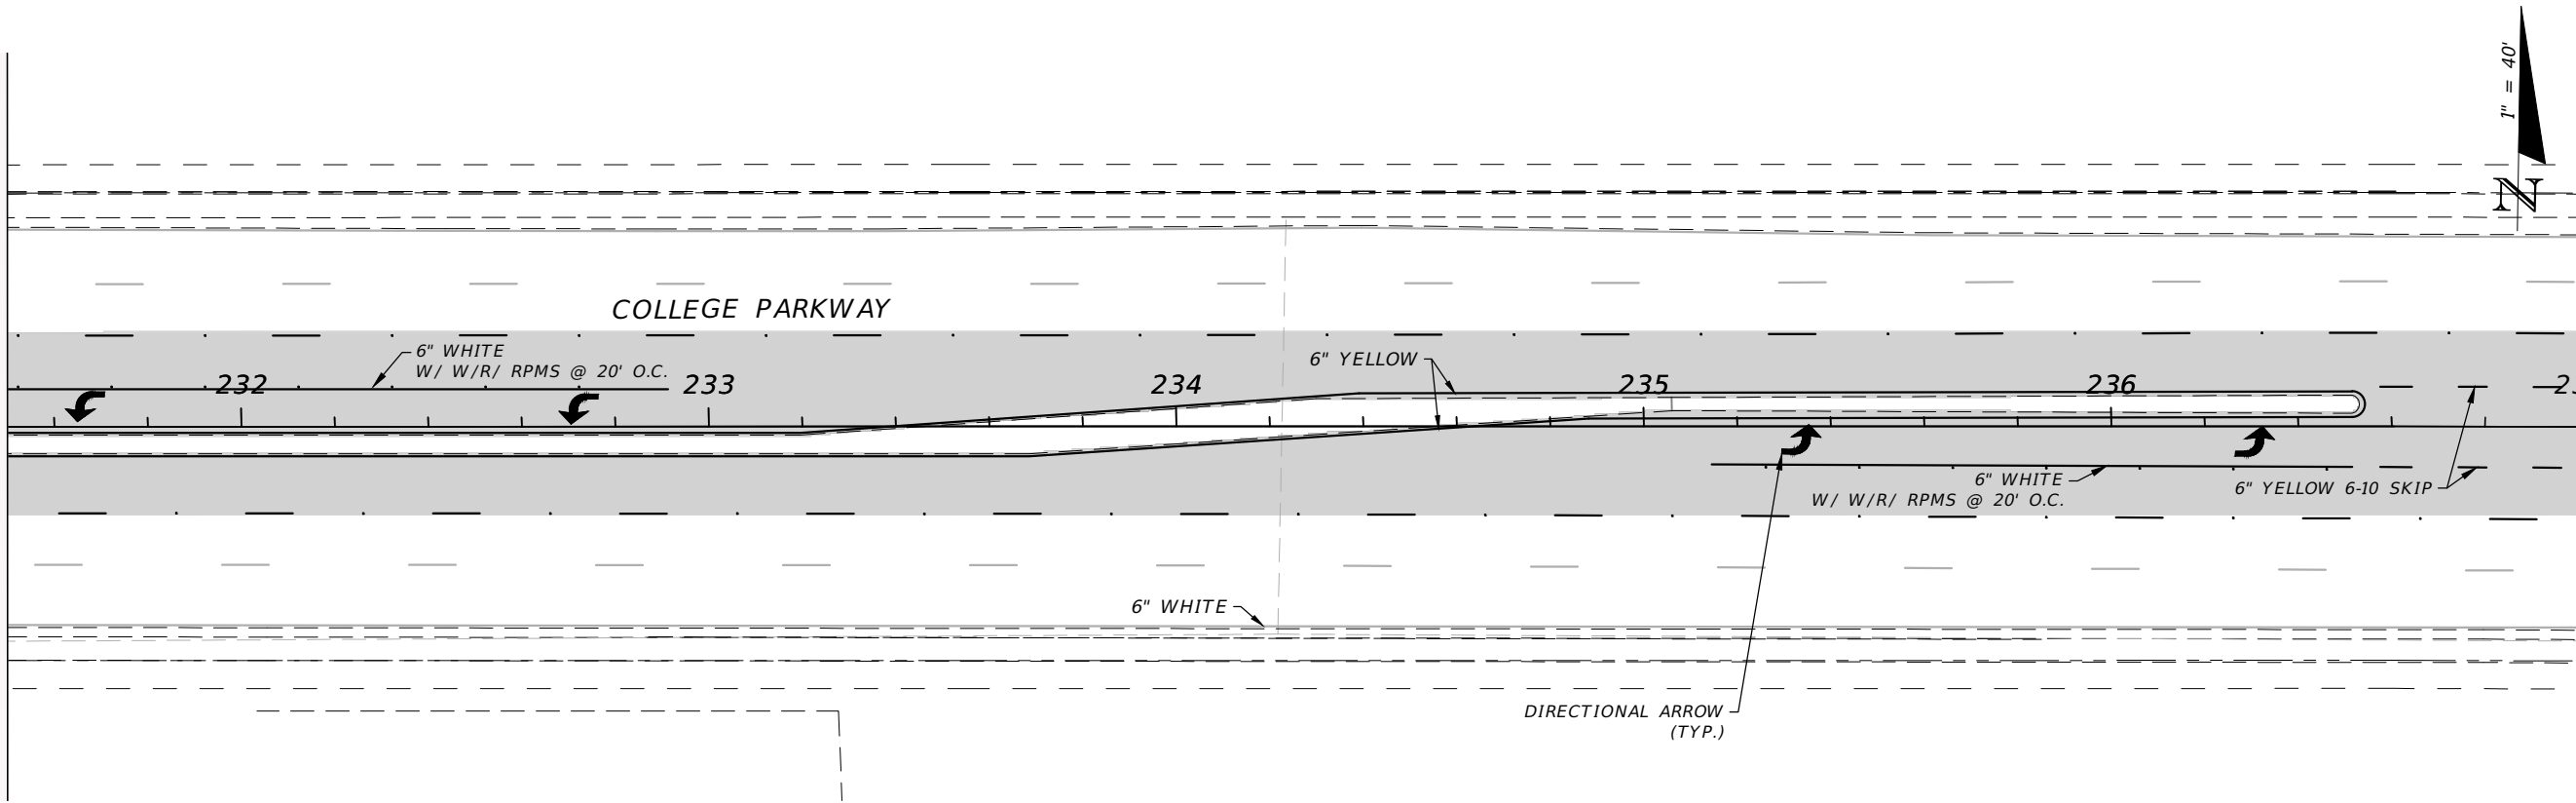 1" = 40'
N
COLLEGE PARKWAY
6" WHITE
W/ W/R/ RPMS @ 20' O.C.
6" YELLOW
232
233
234
235
236
6" WHITE
W/ W/R/ RPMS @ 20' O.C.
6" YELLOW 6-10 SKIP
6" WHITE
DIRECTIONAL ARROW
(TYP.)